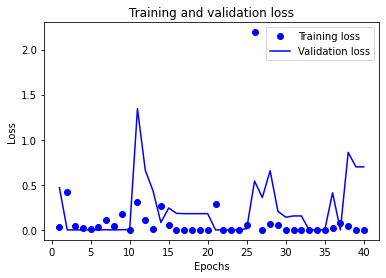 Training and validation loss
Training loss
Validation loss
2.0
1.5
1.0
0.5
0.0
Loss
0 5 10 15 20 25 30 35 40
Epochs